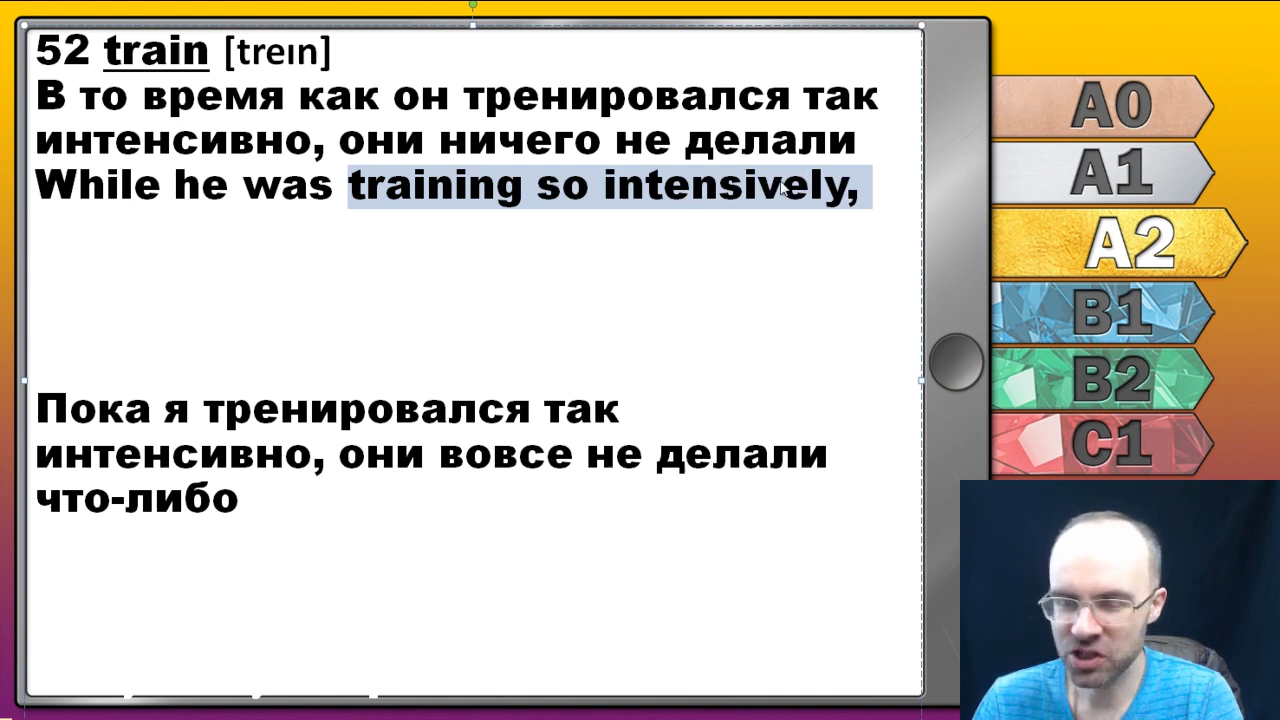 52 train [treın]
В то время как он тренировался так
интенсивно, они ничего не делали
While he was training so intensively,
Пока я тренировался так
интенсивно, они вовсе не делали
что-либо
A0
A1
A2
B1
B2
C1